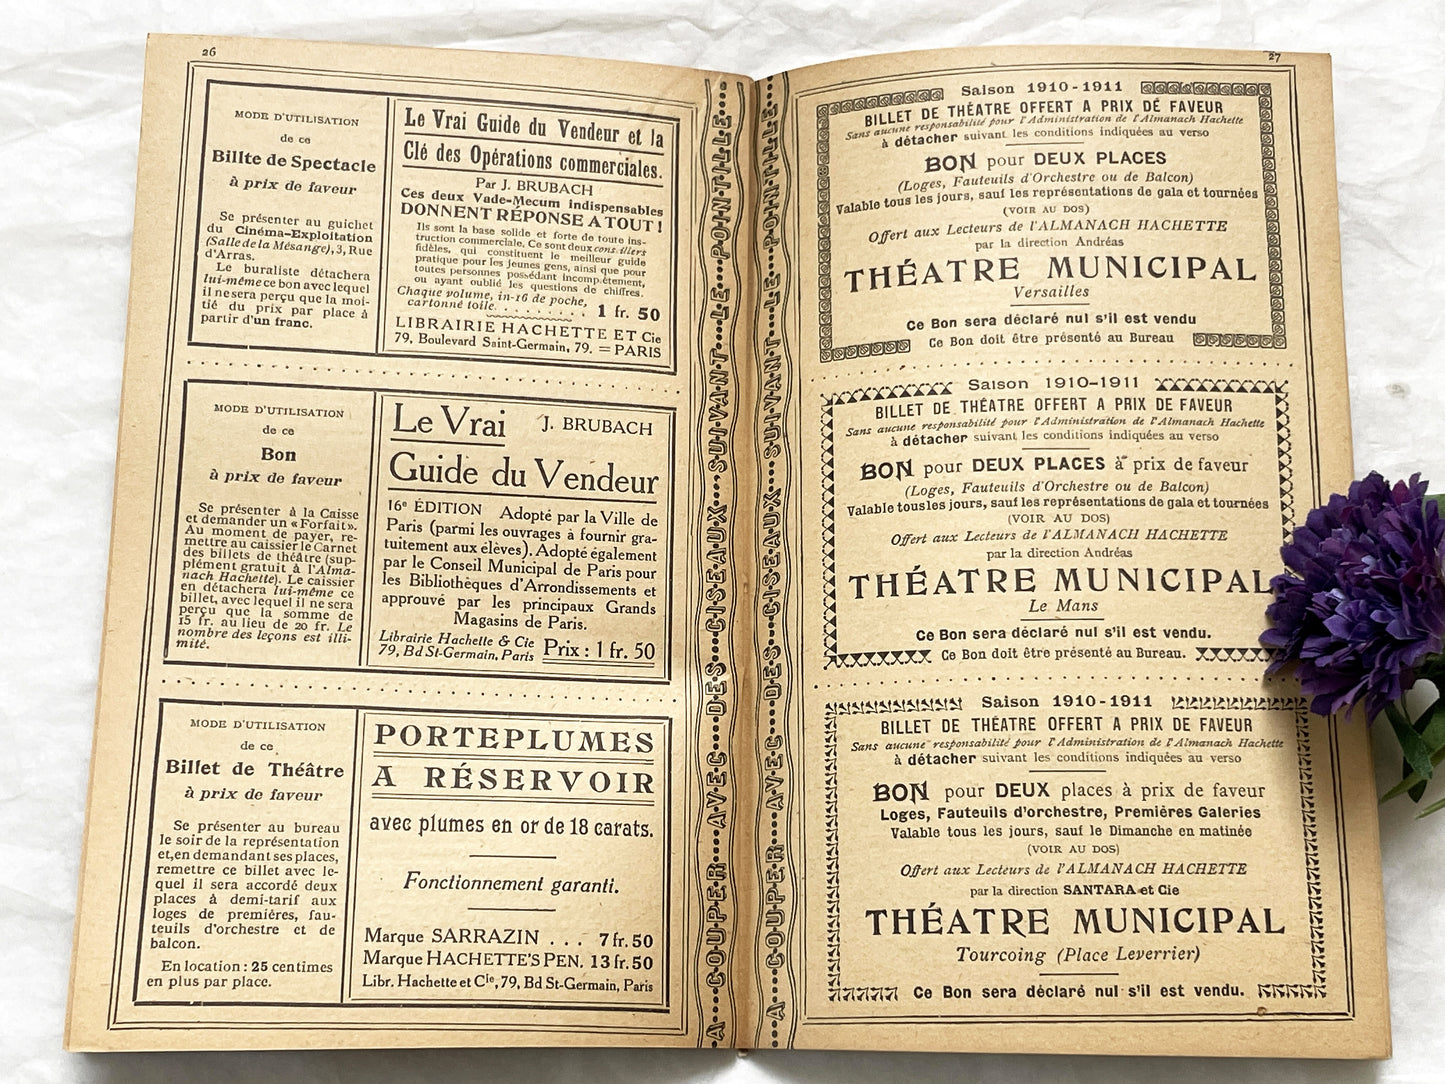 26
MODE D'UTILISATION
de ce
Billte de Spectacle
à prix de faveur
Se présenter au guichet
du Cinéma-Exploitation
(Salle de la Mésange), 3, Rue
d'Arras.
Le buraliste détachera
lui-même ce bon avec lequel
il ne sera perçu que la moi-
tié du prix par place à
partir d'un franc.
Le Vrai Guide du Vendeur et la
Clé des Opérations commerciales.
Par J. BRUBACH
Ces deux Vade-Mecum indispensables
DONNENT RÉPONSE A TOUT !
Ils sont la base solide et forte de toute ins-
truction commerciale. Ce sont deux conseillers
fidèles, qui constituent le meilleur guide
pratique pour les jeunes gens, ainsi que pour
toutes personnes possédant incomplètement,
ou ayant oublié les questions de chiffres.
Chaque volume, in-16 de poche,
cartonné toile. . . . . . . . . 1 fr. 50
LIBRAIRIE HACHETTE ET Cie
79, Boulevard Saint-Germain, 79. = PARIS
MODE D'UTILISATION
de ce
Bon
à prix de faveur
Se présenter à la Caisse
et demander un «Forfait».
Au moment de payer, re-
mettre au caissier le Carnet
des billets de théâtre (sup-
plément gratuit à l'Alma-
nach Hachette). Le caissier
en détachera lui-même ce
billet, avec lequel il ne sera
perçu que la somme de
15 fr. au lieu de 20 fr. Le
nombre des leçons est illi-
mité.
Le Vrai J. BRUBACH
Guide du Vendeur
16e ÉDITION Adopté par la Ville de
Paris (parmi les ouvrages à fournir gra-
tuitement aux élèves). Adopté également
par le Conseil Municipal de Paris pour
les Bibliothèques d'Arrondissements et
approuvé par les principaux Grands
Magasins de Paris.
Librairie Hachette & Cie
79, Bd St-Germain, Paris Prix : 1 fr. 50
MODE D'UTILISATION
de ce
Billet de Théâtre
à prix de faveur
Se présenter au bureau
le soir de la représentation
et, en demandant ses places,
remettre ce billet avec le-
quel il sera accordé deux
places à demi-tarif aux
loges de premières, fau-
teuils d'orchestre et de
balcon.
En location : 25 centimes
en plus par place.
PORTEPLUMES
A RÉSERVOIR
avec plumes en or de 18 carats.
Fonctionnement garanti.
Marque SARRAZIN . . . 7 fr. 50
Marque HACHETTE'S PEN. 13 fr. 50
Libr. Hachette et Cie, 79, Bd St-Germain, Paris
A COUPER AVEC DES CISEAUX SUIVANT LE POINTILLÉ
A COUPER AVEC DES CISEAUX SUIVANT LE POINTILLÉ
27
Saison 1910-1911
BILLET DE THÉATRE OFFERT A PRIX DÉ FAVEUR
Sans aucune responsabilité pour l'Administration de l'Almanach Hachette
à détacher suivant les conditions indiquées au verso
BON pour DEUX PLACES
(Loges, Fauteuils d'Orchestre ou de Balcon)
Valable tous les jours, sauf les représentations de gala et tournées
(VOIR AU DOS)
Offert aux Lecteurs de l'ALMANACH HACHETTE
par la direction Andréas
THÉATRE MUNICIPAL
Versailles
Ce Bon sera déclaré nul s'il est vendu
Ce Bon doit être présenté au Bureau
Saison 1910-1911
BILLET DE THÉATRE OFFERT A PRIX DE FAVEUR
Sans aucune responsabilité pour l'Administration de l'Almanach Hachette
à détacher suivant les conditions indiquées au verso
BON pour DEUX PLACES à prix de faveur
(Loges, Fauteuils d'Orchestre ou de Balcon)
Valable tous les jours, sauf les représentations de gala et tournées
(VOIR AU DOS)
Offert aux Lecteurs de l'ALMANACH HACHETTE
par la direction Andréas
THÉATRE MUNICIPAL
Le Mans
Ce Bon sera déclaré nul s'il est vendu.
Ce Bon doit être présenté au Bureau.
Saison 1910-1911
BILLET DE THÉATRE OFFERT A PRIX DE FAVEUR
Sans aucune responsabilité pour l'Administration de l'Almanach Hachette
à détacher suivant les conditions indiquées au verso
BON pour DEUX places à prix de faveur
Loges, Fauteuils d'orchestre, Premières Galeries
Valable tous les jours, sauf le Dimanche en matinée
(VOIR AU DOS)
Offert aux Lecteurs de l'ALMANACH HACHETTE
par la direction SANTARA et Cie
THÉATRE MUNICIPAL
Tourcoing (Place Leverrier)
Ce Bon sera déclaré nul s'il est vendu.